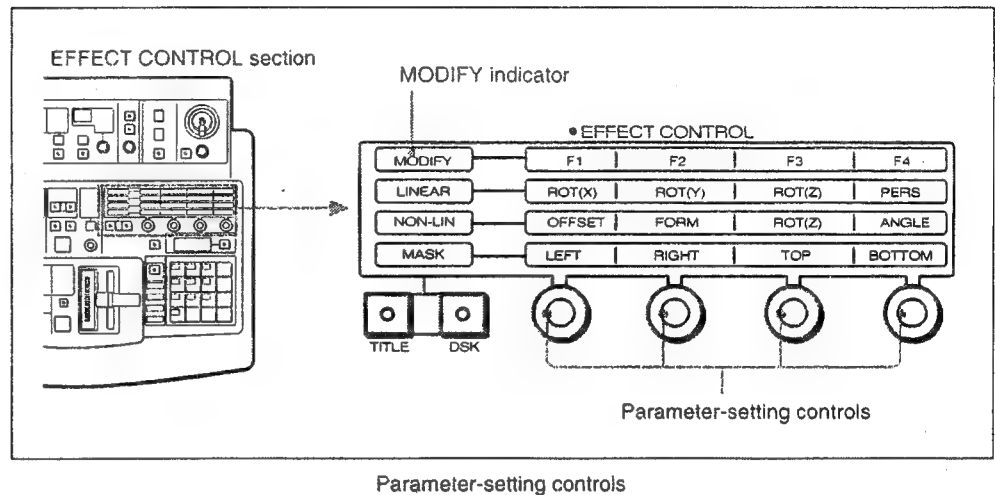 EFFECT CONTROL section
MODIFY indicator
• EFFECT CONTROL
MODIFY F1 F2 F3 F4
LINEAR ROT(X) ROT(Y) ROT(Z) PERS
NON-LIN OFFSET FORM ROT(Z) ANGLE
MASK LEFT RIGHT TOP BOTTOM
TITLE DSK
Parameter-setting controls
Parameter-setting controls